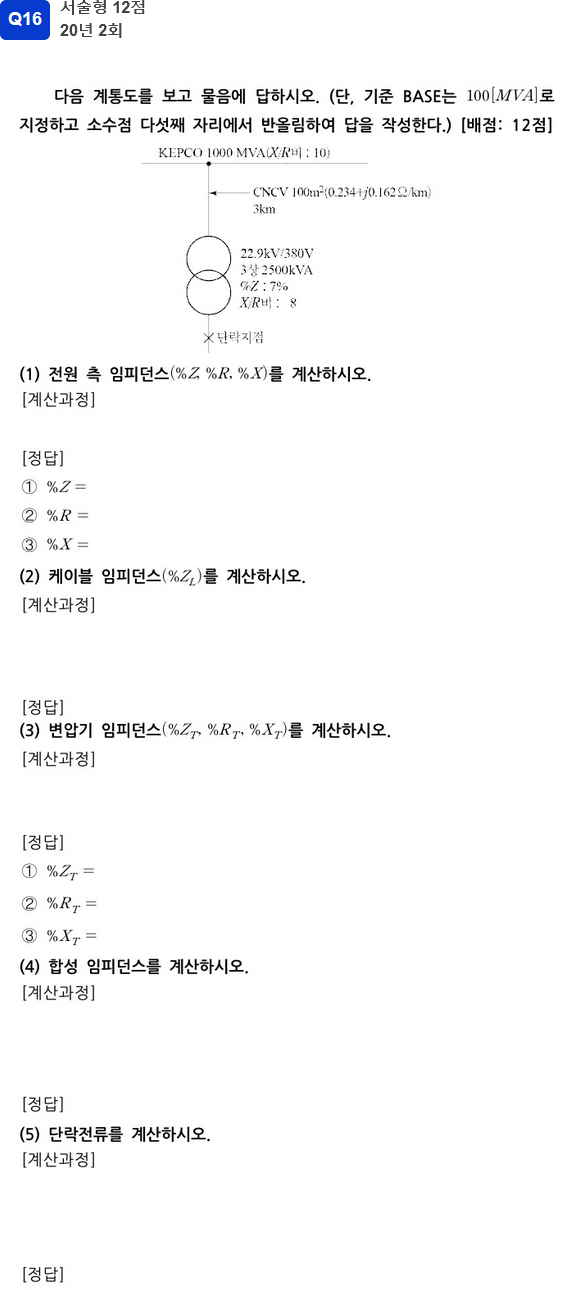 Q16
서술형 12점
20년 2회
다음 계통도를 보고 물음에 답하시오. (단, 기준 BASE는 100[MVA]로
지정하고 소수점 다섯째 자리에서 반올림하여 답을 작성한다.) [배점: 12점]
KEPCO 1000 MVA(X/R비 : 10)
CNCV 100m²(0.234+j0.162Ω/km)
3km
22.9kV/380V
3상 2500kVA
%Z : 7%
X/R비 : 8
단락지점
(1) 전원 측 임피던스(%Z, %R, %X)를 계산하시오.
[계산과정]
[정답]
① %Z =
② %R =
③ %X =
(2) 케이블 임피던스(%Z_L)를 계산하시오.
[계산과정]
[정답]
(3) 변압기 임피던스(%Z_T, %R_T, %X_T)를 계산하시오.
[계산과정]
[정답]
① %Z_T =
② %R_T =
③ %X_T =
(4) 합성 임피던스를 계산하시오.
[계산과정]
[정답]
(5) 단락전류를 계산하시오.
[계산과정]
[정답]